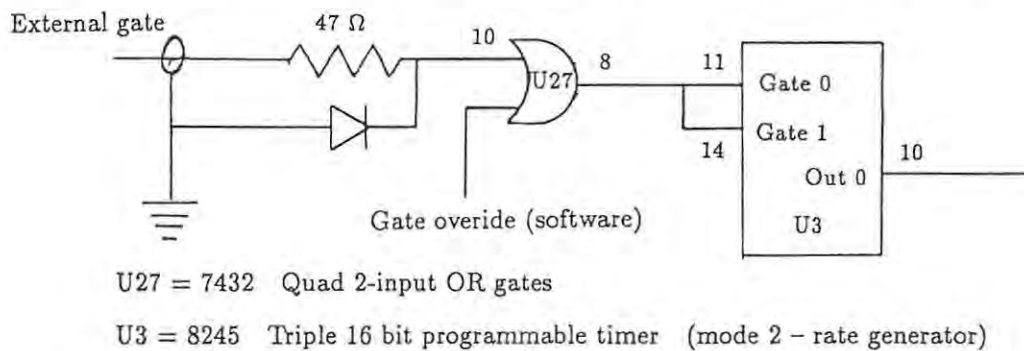 External gate
47 Ω
10
U27
8
11
Gate 0
Gate 1
14
Out 0
10
U3
Gate overide (software)
U27 = 7432 Quad 2-input OR gates
U3 = 8245 Triple 16 bit programmable timer (mode 2 – rate generator)